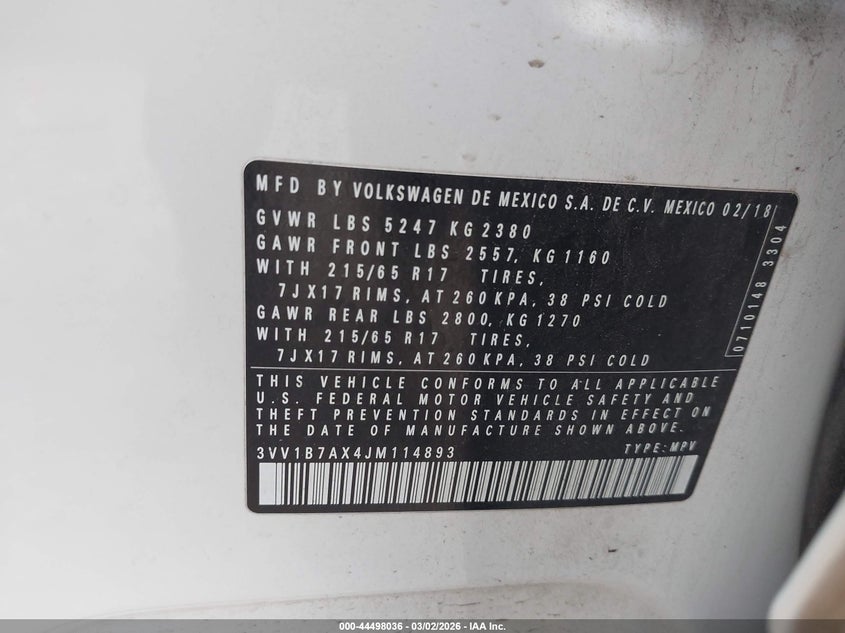 MFD BY VOLKSWAGEN DE MEXICO S.A. DE C.V. MEXICO 02/18
GVWR LBS 5247 KG 2380
GAWR FRONT LBS 2557, KG 1160
WITH 215/65 R17 TIRES,
7JX17 RIMS, AT 260 KPA, 38 PSI COLD
GAWR REAR LBS 2800, KG 1270
WITH 215/65 R17 TIRES,
7JX17 RIMS, AT 260 KPA, 38 PSI COLD
0710148 3304
THIS VEHICLE CONFORMS TO ALL APPLICABLE
U.S. FEDERAL MOTOR VEHICLE SAFETY AND
THEFT PREVENTION STANDARDS IN EFFECT ON
THE DATE OF MANUFACTURE SHOWN ABOVE.
3VV1B7AX4JM114893 TYPE: MPV
000-44498036 - 03/02/2026 - IAA Inc.